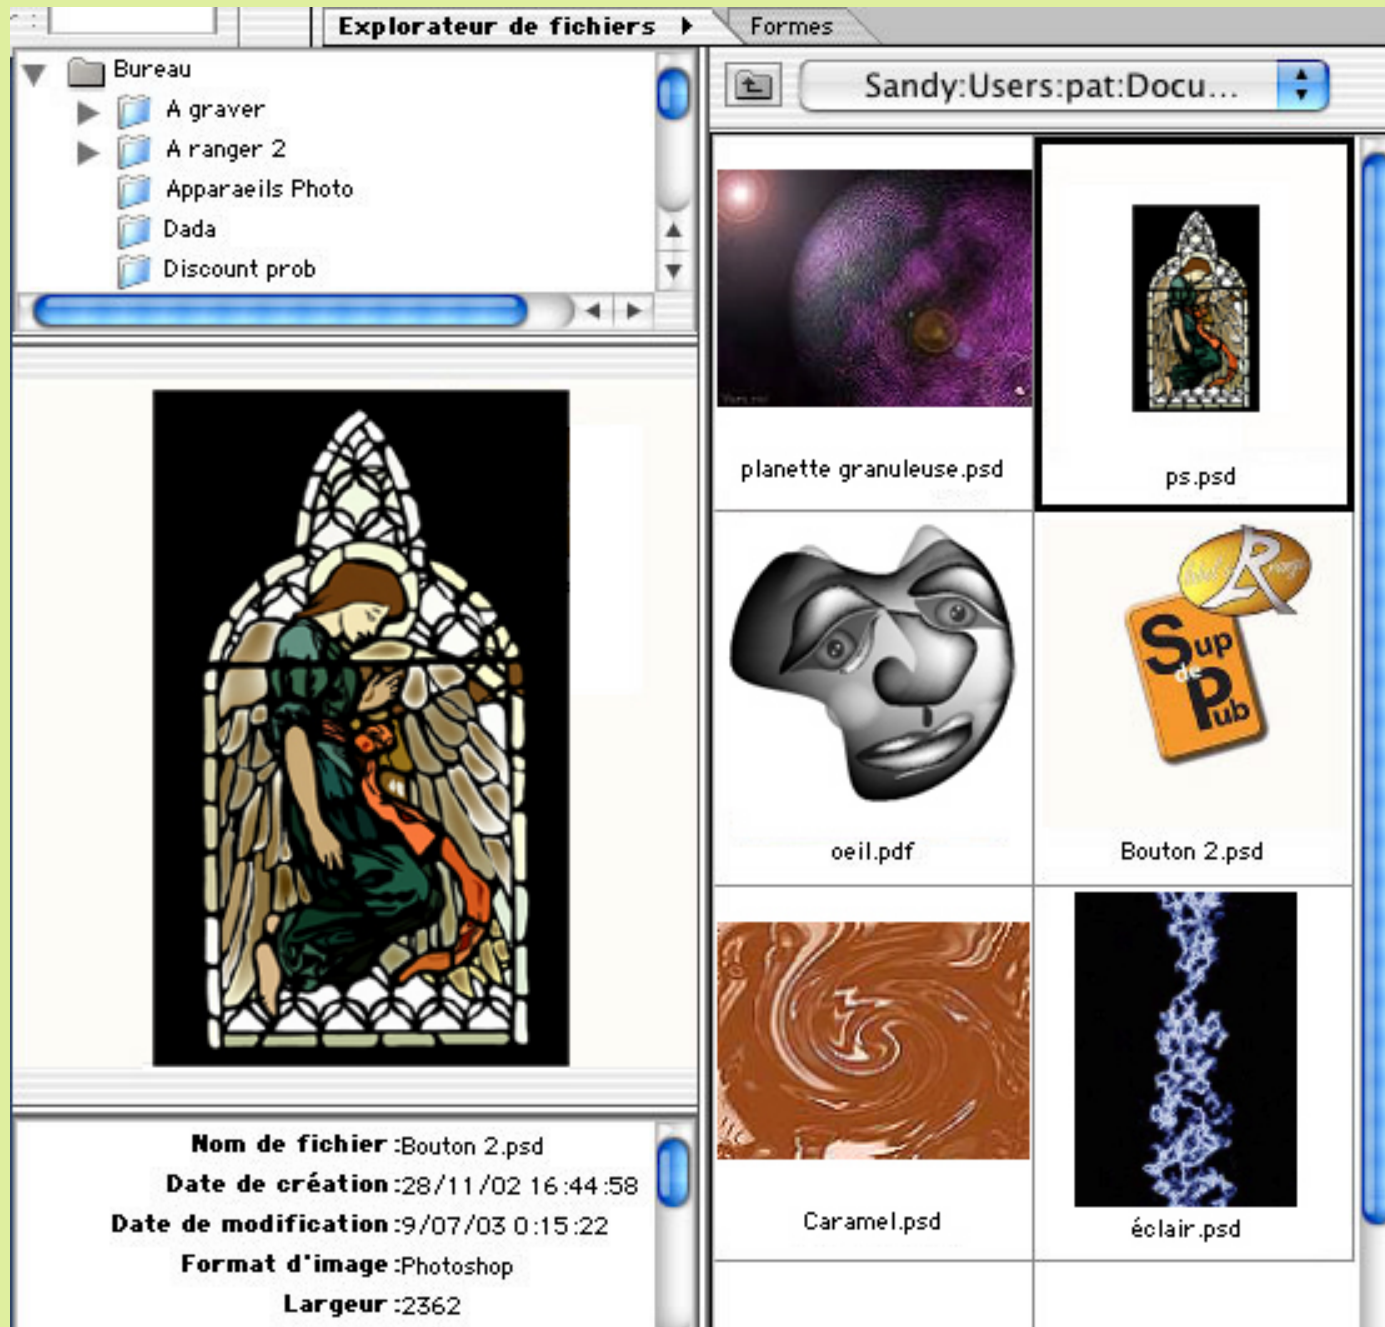 Explorateur de fichiers
Formes
Bureau
A graver
A ranger 2
Apparaeils Photo
Dada
Discount prob
Sandy:Users:pat:Docu...
planette granuleuse.psd
ps.psd
Sup
de
Pub
oeil.pdf
Bouton 2.psd
Caramel.psd
éclair.psd
Nom de fichier :Bouton 2.psd
Date de création :28/11/02 16:44:58
Date de modification :9/07/03 0:15:22
Format d'image :Photoshop
Largeur :2362